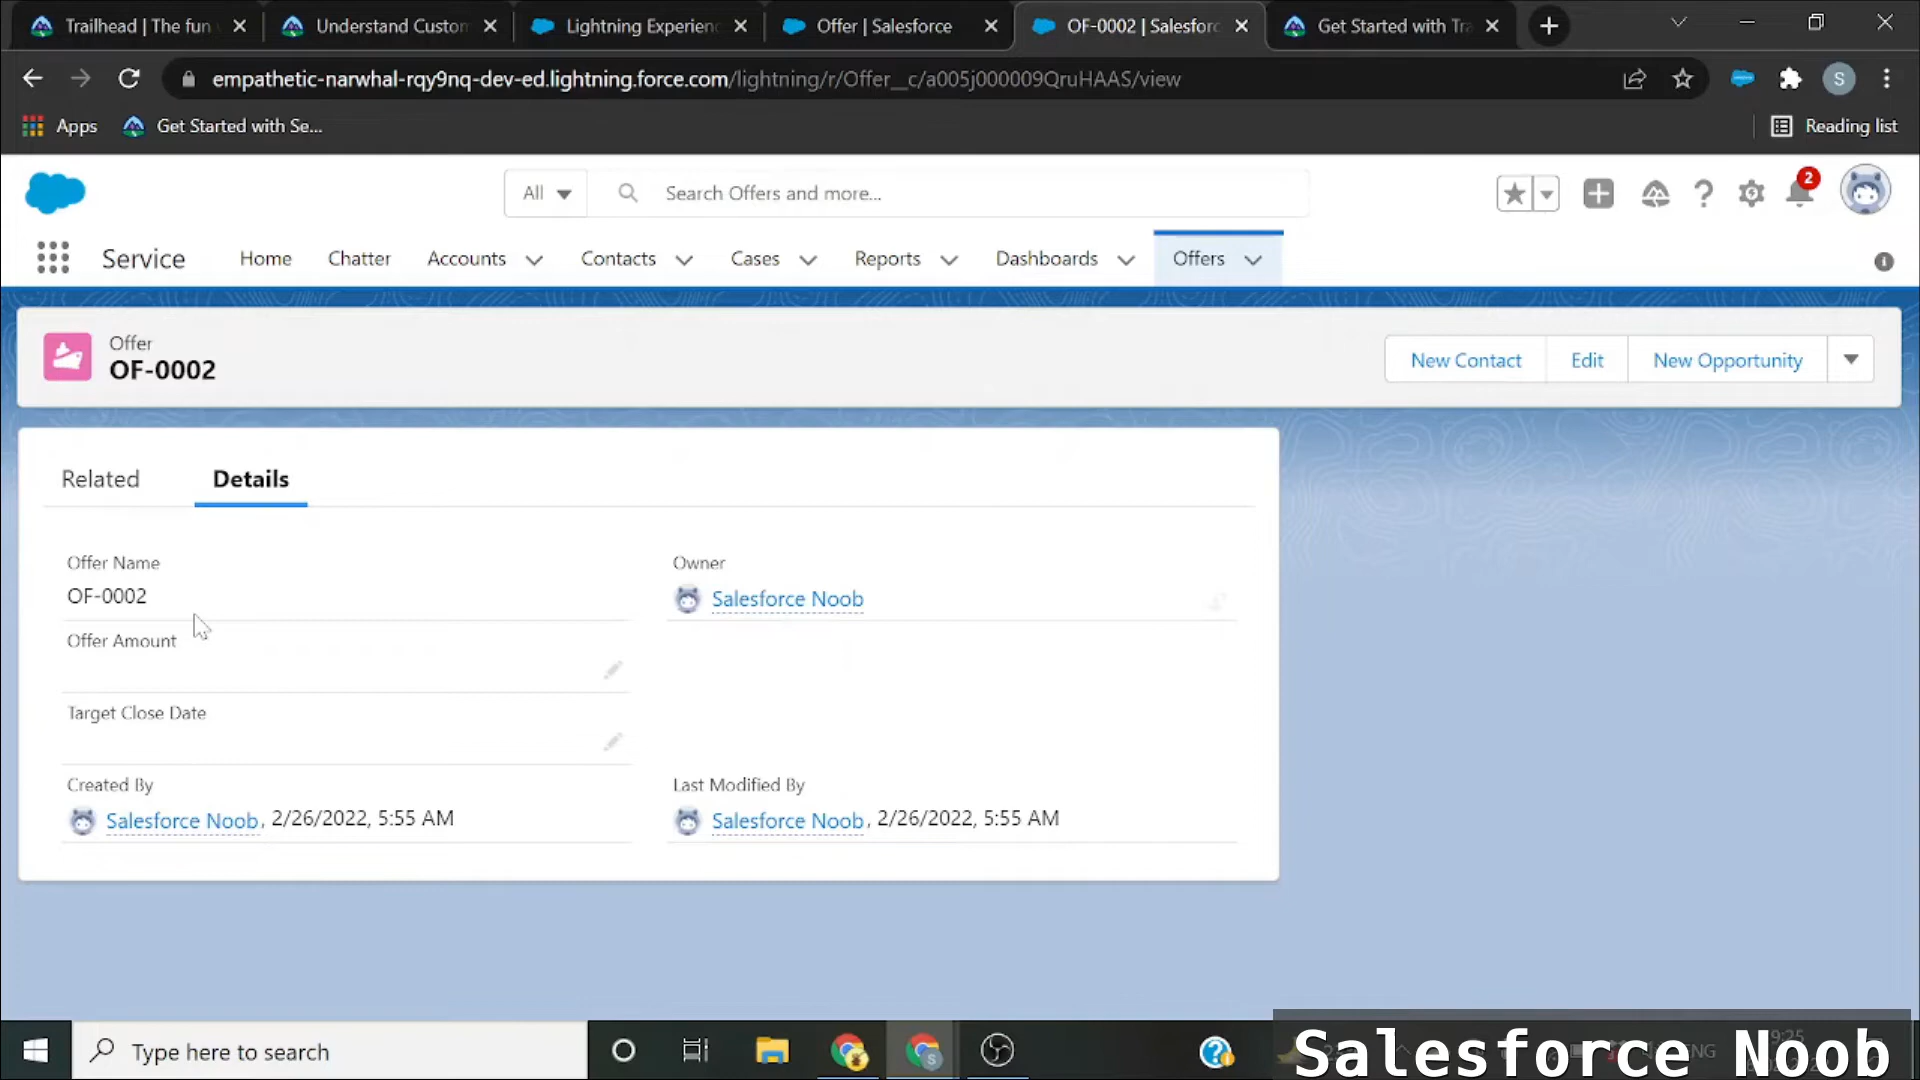 Trailhead | The fun
Understand Custon
Lightning Experien
Offer | Salesforce
OF-0002 | Salesforc
Get Started with Tra
empathetic-narwhal-rqy9nq-dev-ed.lightning.force.com/lightning/r/Offer__c/a005j000009QruHAAS/view
S
Apps
Get Started with Se...
Reading list
All
Search Offers and more...
2
Service
Home
Chatter
Accounts
Contacts
Cases
Reports
Dashboards
Offers
Offer
OF-0002
New Contact
Edit
New Opportunity
Related
Details
Offer Name
OF-0002
Owner
Salesforce Noob
Offer Amount
Target Close Date
Created By
Salesforce Noob, 2/26/2022, 5:55 AM
Last Modified By
Salesforce Noob, 2/26/2022, 5:55 AM
Type here to search
Salesforce Noob
ENG